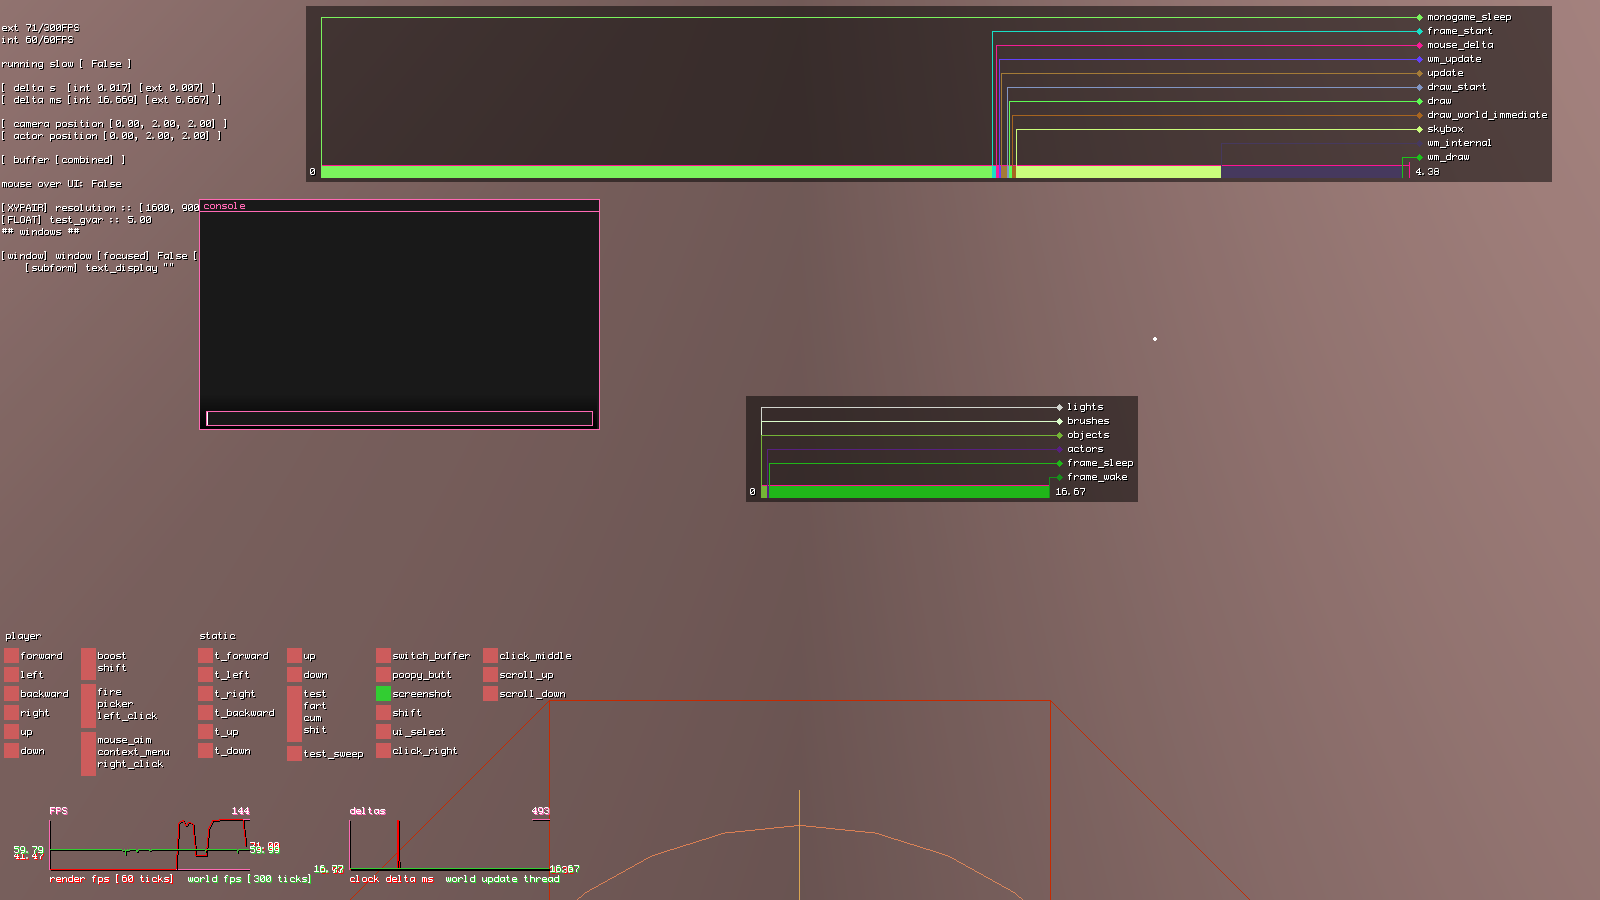 ext 71/300FPS
int 60/60FPS
running slow [ False ]
[ delta s  [int 0.017] [ext 0.007] ]
[ delta ms [int 16.669] [ext 6.667] ]
[ camera position [0.00, 2.00, 2.00] ]
[ actor position [0.00, 2.00, 2.00] ]
[ buffer [combined] ]
mouse over UI: False
[XYPAIR] resolution :: [1600, 900
[FLOAT] test_gvar :: 5.00
## windows ##
[window] window [focused] False [
[subform] text_display ""
monogame_sleep
frame_start
mouse_delta
wm_update
update
draw_start
draw
draw_world_immediate
skybox
wm_internal
wm_draw
0
4.38
console
lights
brushes
objects
actors
frame_sleep
frame_wake
0
16.67
player
forward
left
backward
right
up
down
boost
shift
fire
picker
left_click
mouse_aim
context_menu
right_click
static
t_forward
t_left
t_right
t_backward
t_up
t_down
up
down
test
fart
cum
shit
test_sweep
switch_buffer
poopy_butt
screenshot
shift
ui_select
click_right
click_middle
scroll_up
scroll_down
FPS
144
59.79
41.47
71.00
59.99
render fps [60 ticks]
world fps [300 ticks]
deltas
493
clock delta ms
world update thread